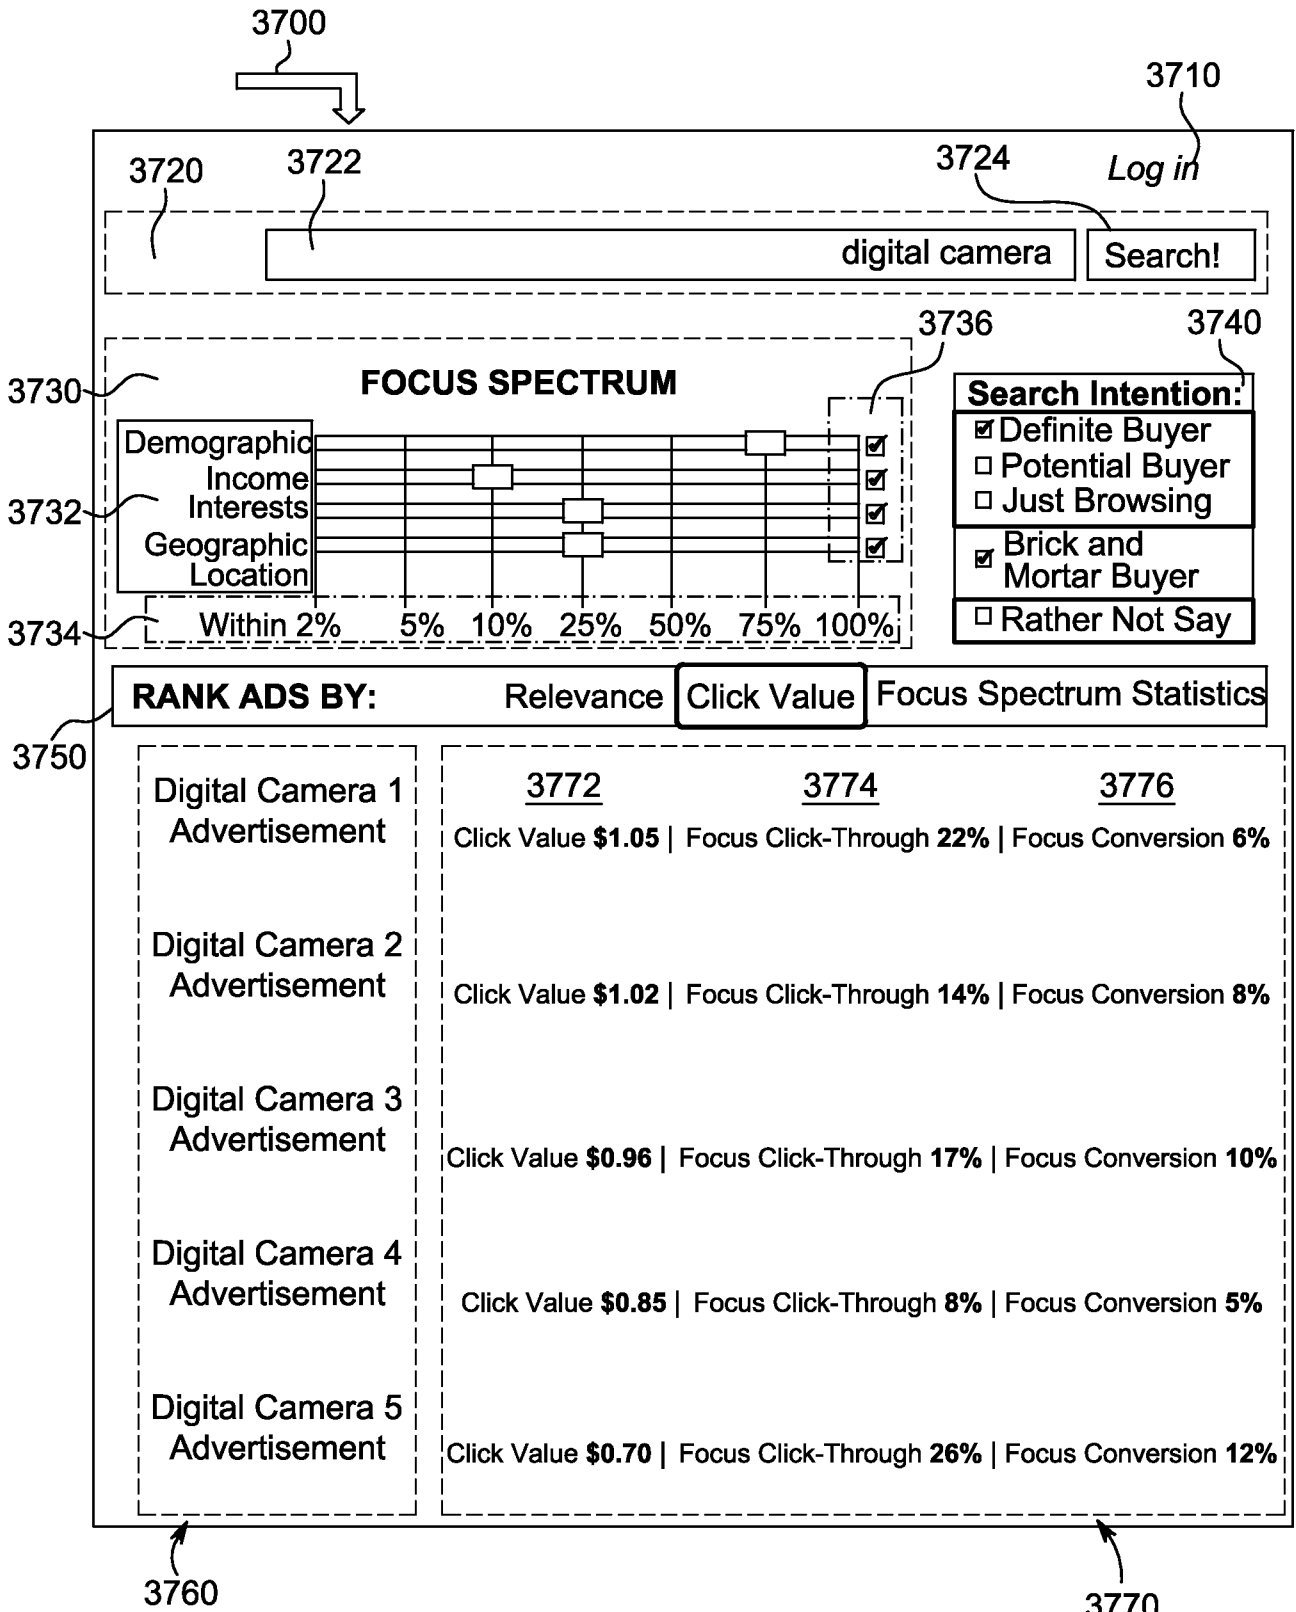 3700
3710
3720
3722
3724
Log in
digital camera
Search!
3736
3740
3730
FOCUS SPECTRUM
Demographic
Income
3732
Interests
Geographic
Location
3734
Within 2% 5% 10% 25% 50% 75% 100%
Search Intention:
Definite Buyer
Potential Buyer
Just Browsing
Brick and
Mortar Buyer
Rather Not Say
RANK ADS BY: Relevance Click Value Focus Spectrum Statistics
3750
3772 3774 3776
Digital Camera 1
Advertisement
Click Value $1.05 | Focus Click-Through 22% | Focus Conversion 6%
Digital Camera 2
Advertisement
Click Value $1.02 | Focus Click-Through 14% | Focus Conversion 8%
Digital Camera 3
Advertisement
Click Value $0.96 | Focus Click-Through 17% | Focus Conversion 10%
Digital Camera 4
Advertisement
Click Value $0.85 | Focus Click-Through 8% | Focus Conversion 5%
Digital Camera 5
Advertisement
Click Value $0.70 | Focus Click-Through 26% | Focus Conversion 12%
3760
3770